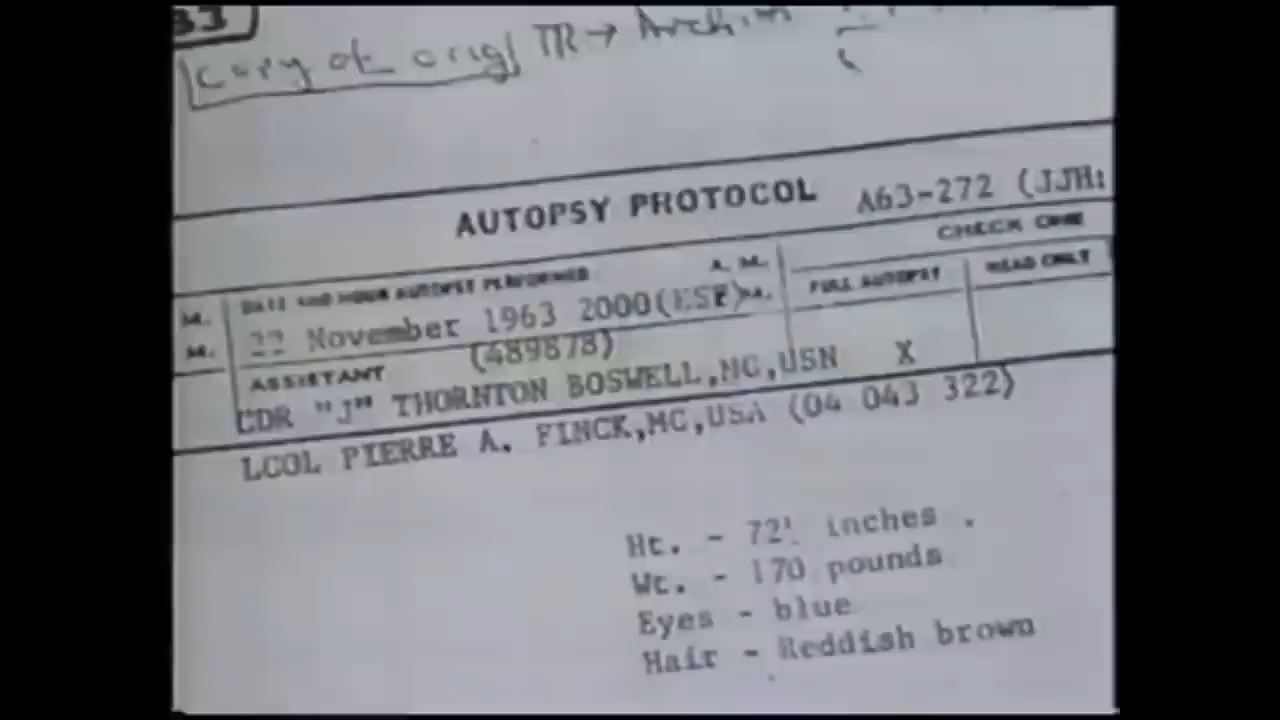 33
Copy of orig TR→
AUTOPSY PROTOCOL A63-272 (JJH:
CHECK ONE
M. DATE AND HOUR AUTOPSY PERFORMED A. M. FULL AUTOPSY HEAD ONLY
M. 22 November 1963 2000(EST) M.
(489878) X
ASSISTANT
CDR "J" THORNTON BOSWELL,MC,USN
LCOL PIERRE A. FINCK,MC,USA (04 043 322)
Ht. - 72½ inches .
Wt. - 170 pounds
Eyes - blue
Hair - Reddish brown